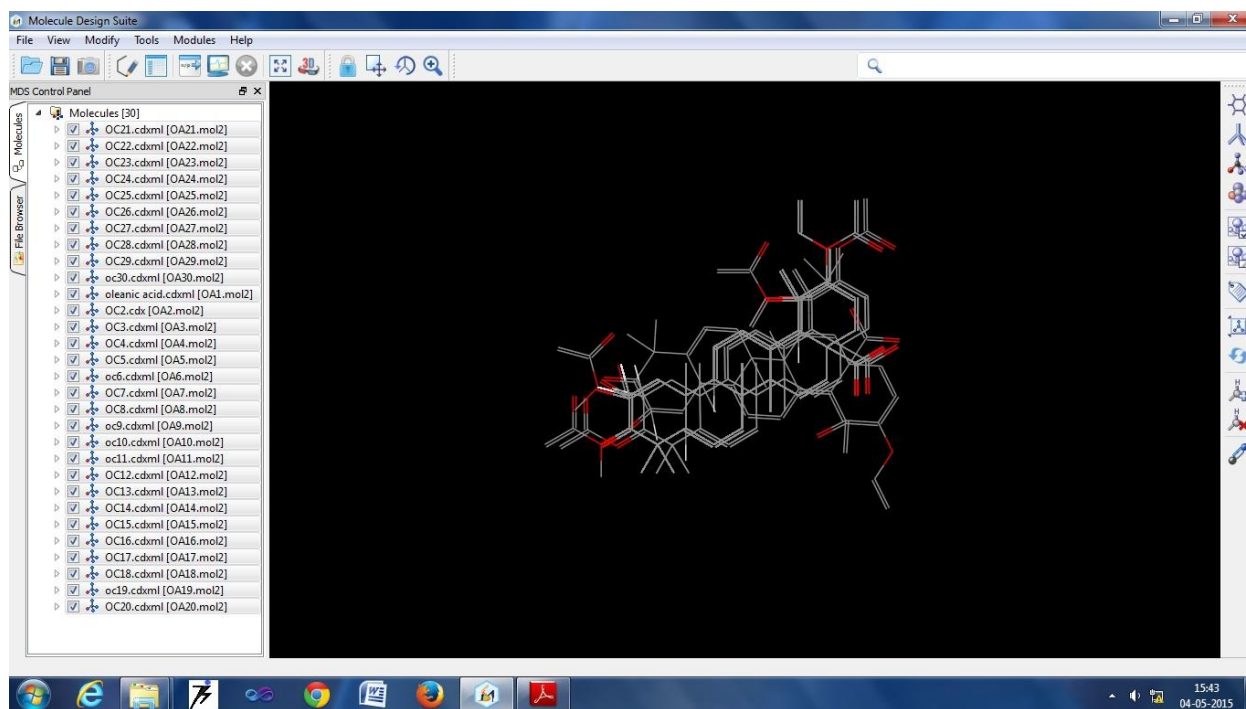 Molecule Design Suite
File View Modify Tools Modules Help
MDS Control Panel
Molecules
File Browser
Molecules [30]
OC21.cdxml [OA21.mol2]
OC22.cdxml [OA22.mol2]
OC23.cdxml [OA23.mol2]
OC24.cdxml [OA24.mol2]
OC25.cdxml [OA25.mol2]
OC26.cdxml [OA26.mol2]
OC27.cdxml [OA27.mol2]
OC28.cdxml [OA28.mol2]
OC29.cdxml [OA29.mol2]
oc30.cdxml [OA30.mol2]
oleanic acid.cdxml [OA1.mol2]
OC2.cdx [OA2.mol2]
OC3.cdxml [OA3.mol2]
OC4.cdxml [OA4.mol2]
OC5.cdxml [OA5.mol2]
oc6.cdxml [OA6.mol2]
OC7.cdxml [OA7.mol2]
OC8.cdxml [OA8.mol2]
oc9.cdxml [OA9.mol2]
oc10.cdxml [OA10.mol2]
oc11.cdxml [OA11.mol2]
OC12.cdxml [OA12.mol2]
OC13.cdxml [OA13.mol2]
OC14.cdxml [OA14.mol2]
OC15.cdxml [OA15.mol2]
OC16.cdxml [OA16.mol2]
OC17.cdxml [OA17.mol2]
OC18.cdxml [OA18.mol2]
oc19.cdxml [OA19.mol2]
OC20.cdxml [OA20.mol2]
3D
H
H
W
15:43
04-05-2015